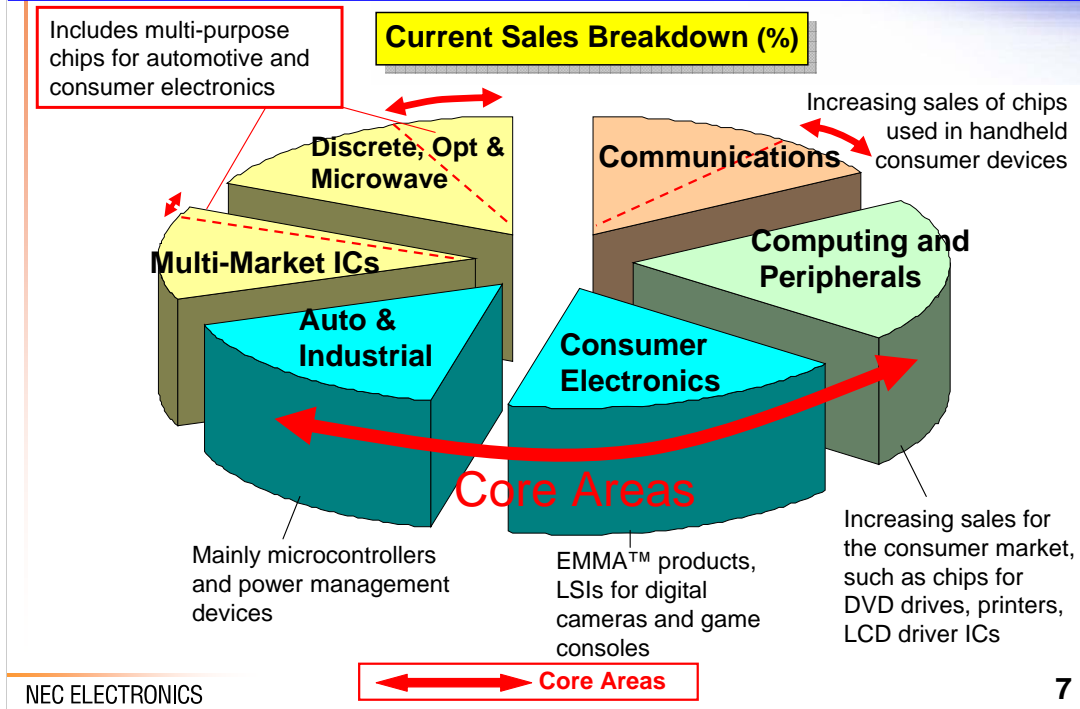 Current Sales Breakdown (%)
Includes multi-purpose
chips for automotive and
consumer electronics
Increasing sales of chips
used in handheld
consumer devices
Discrete, Opt &
Microwave
Communications
Multi-Market ICs
Computing and
Peripherals
Auto &
Industrial
Consumer
Electronics
Core Areas
Mainly microcontrollers
and power management
devices
EMMA™ products,
LSIs for digital
cameras and game
consoles
Increasing sales for
the consumer market,
such as chips for
DVD drives, printers,
LCD driver ICs
Core Areas
NEC ELECTRONICS
7